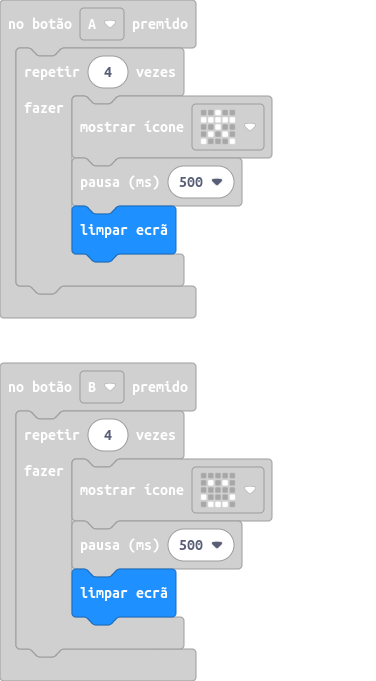 no botão A premido
repetir 4 vezes
fazer
mostrar ícone
pausa (ms) 500
limpar ecrã
no botão B premido
repetir 4 vezes
fazer
mostrar ícone
pausa (ms) 500
limpar ecrã